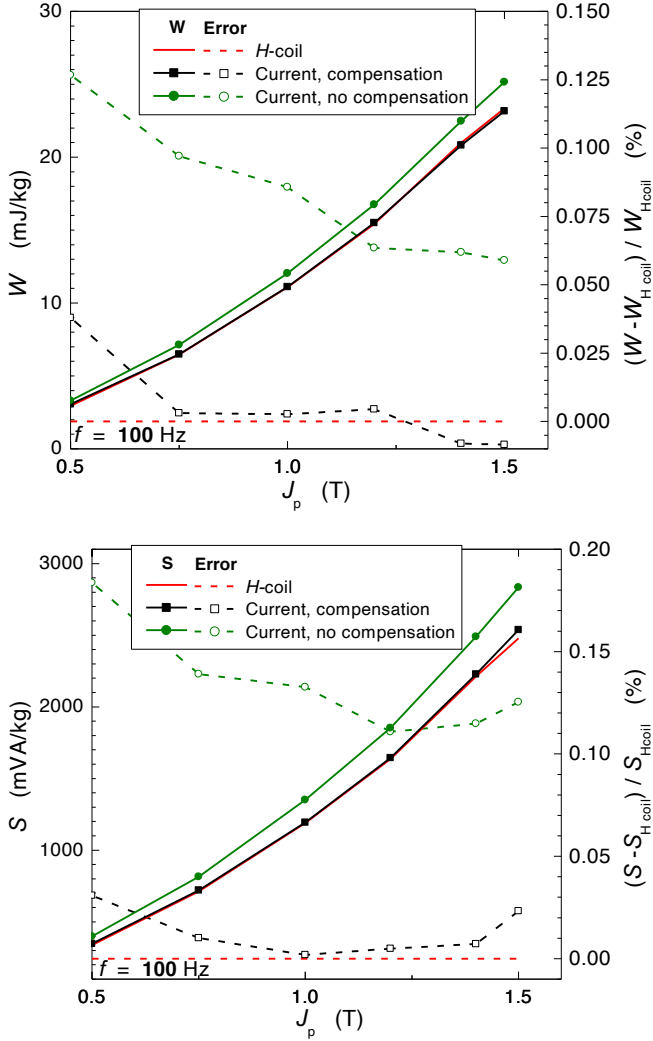 30
20
10
0
W (mJ/kg)
W Error
H-coil
Current, compensation
Current, no compensation
0.150
0.125
0.100
0.075
0.050
0.025
0.000
(W -W_H coil) / W_Hcoil (%)
f = 100 Hz
0.5 1.0 1.5
J_p (T)
3000
2000
1000
S (mVA/kg)
S Error
H-coil
Current, compensation
Current, no compensation
0.20
0.15
0.10
0.05
0.00
(S -S_H coil) / S_Hcoil (%)
f = 100 Hz
0.5 1.0 1.5
J_p (T)